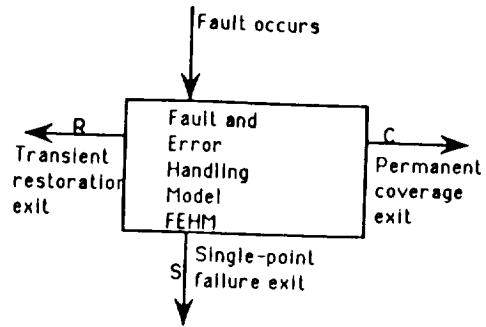 Fault occurs
R
Transient
restoration
exit
Fault and
Error
Handling
Model
FEHM
C
Permanent
coverage
exit
S
Single-point
failure exit